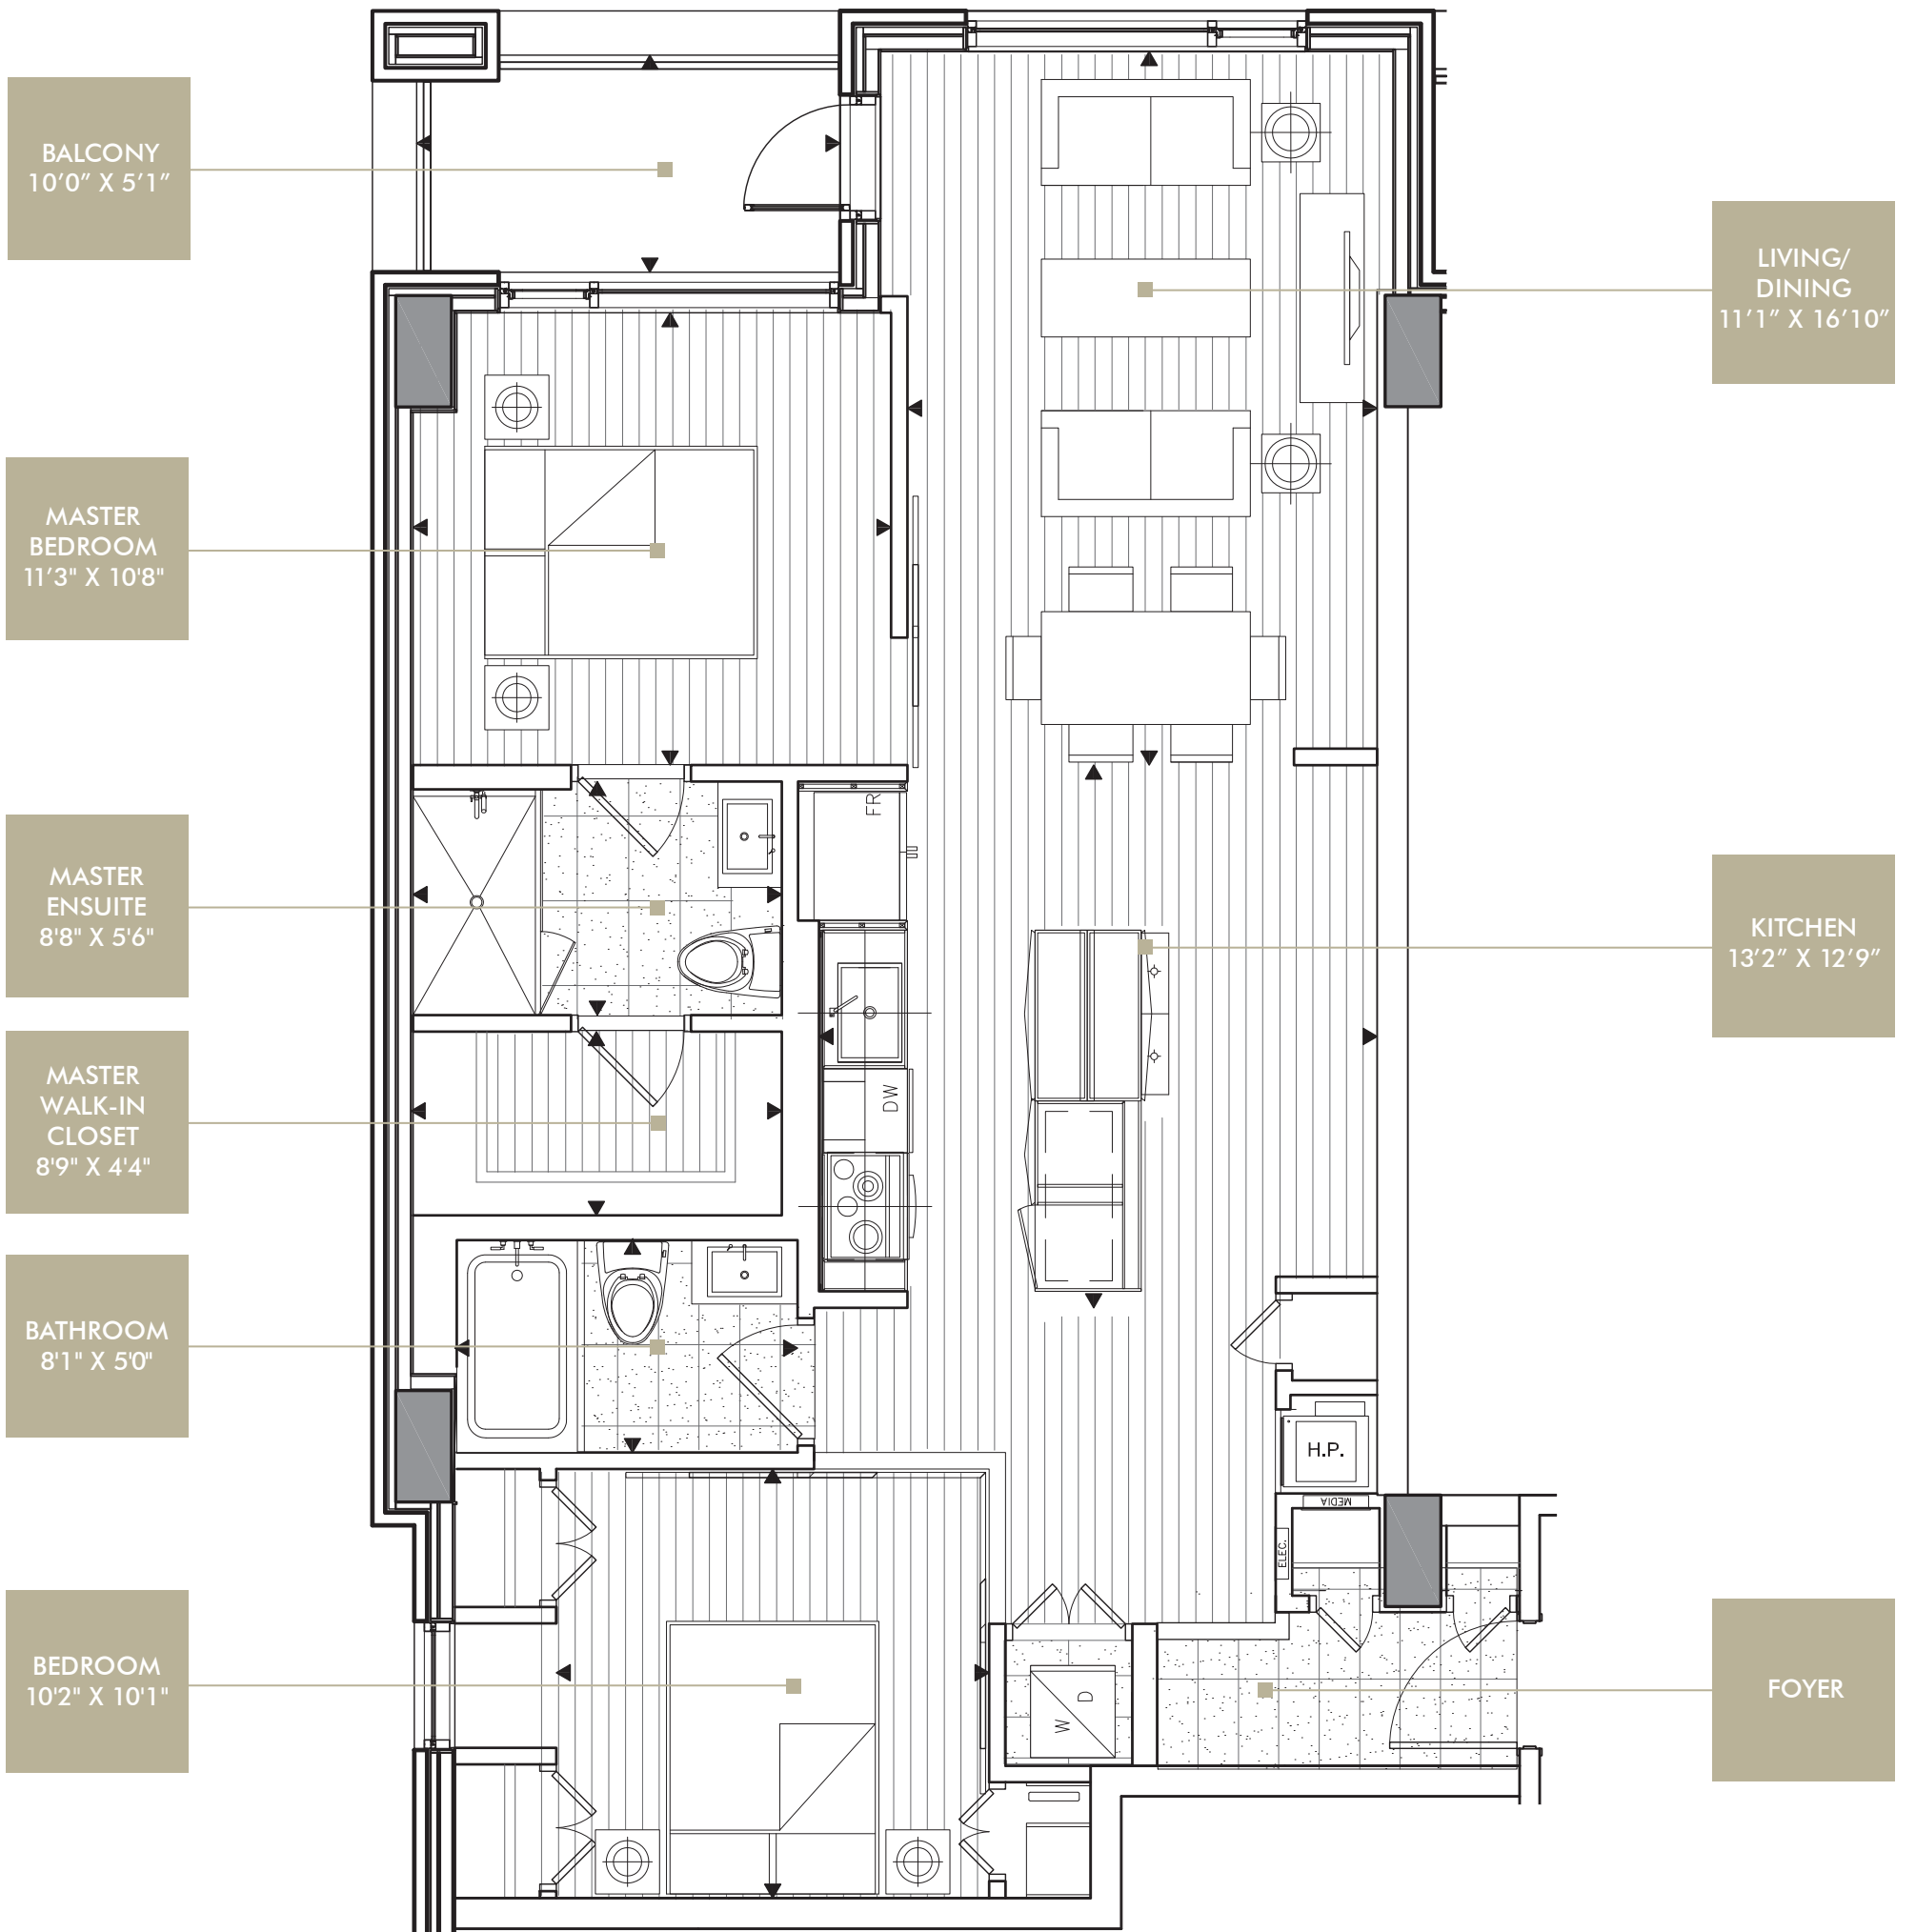 BALCONY
10’0” X 5’1”
LIVING/
DINING
11’1” X 16’10”
MASTER
BEDROOM
11’3" X 10'8"
MASTER
ENSUITE
8'8" X 5'6"
FR
KITCHEN
13’2” X 12’9”
MASTER
WALK-IN
CLOSET
8'9" X 4'4"
DW
BATHROOM
8'1" X 5'0"
H.P.
MEDIA
ELEC.
BEDROOM
10'2" X 10'1"
W D
FOYER